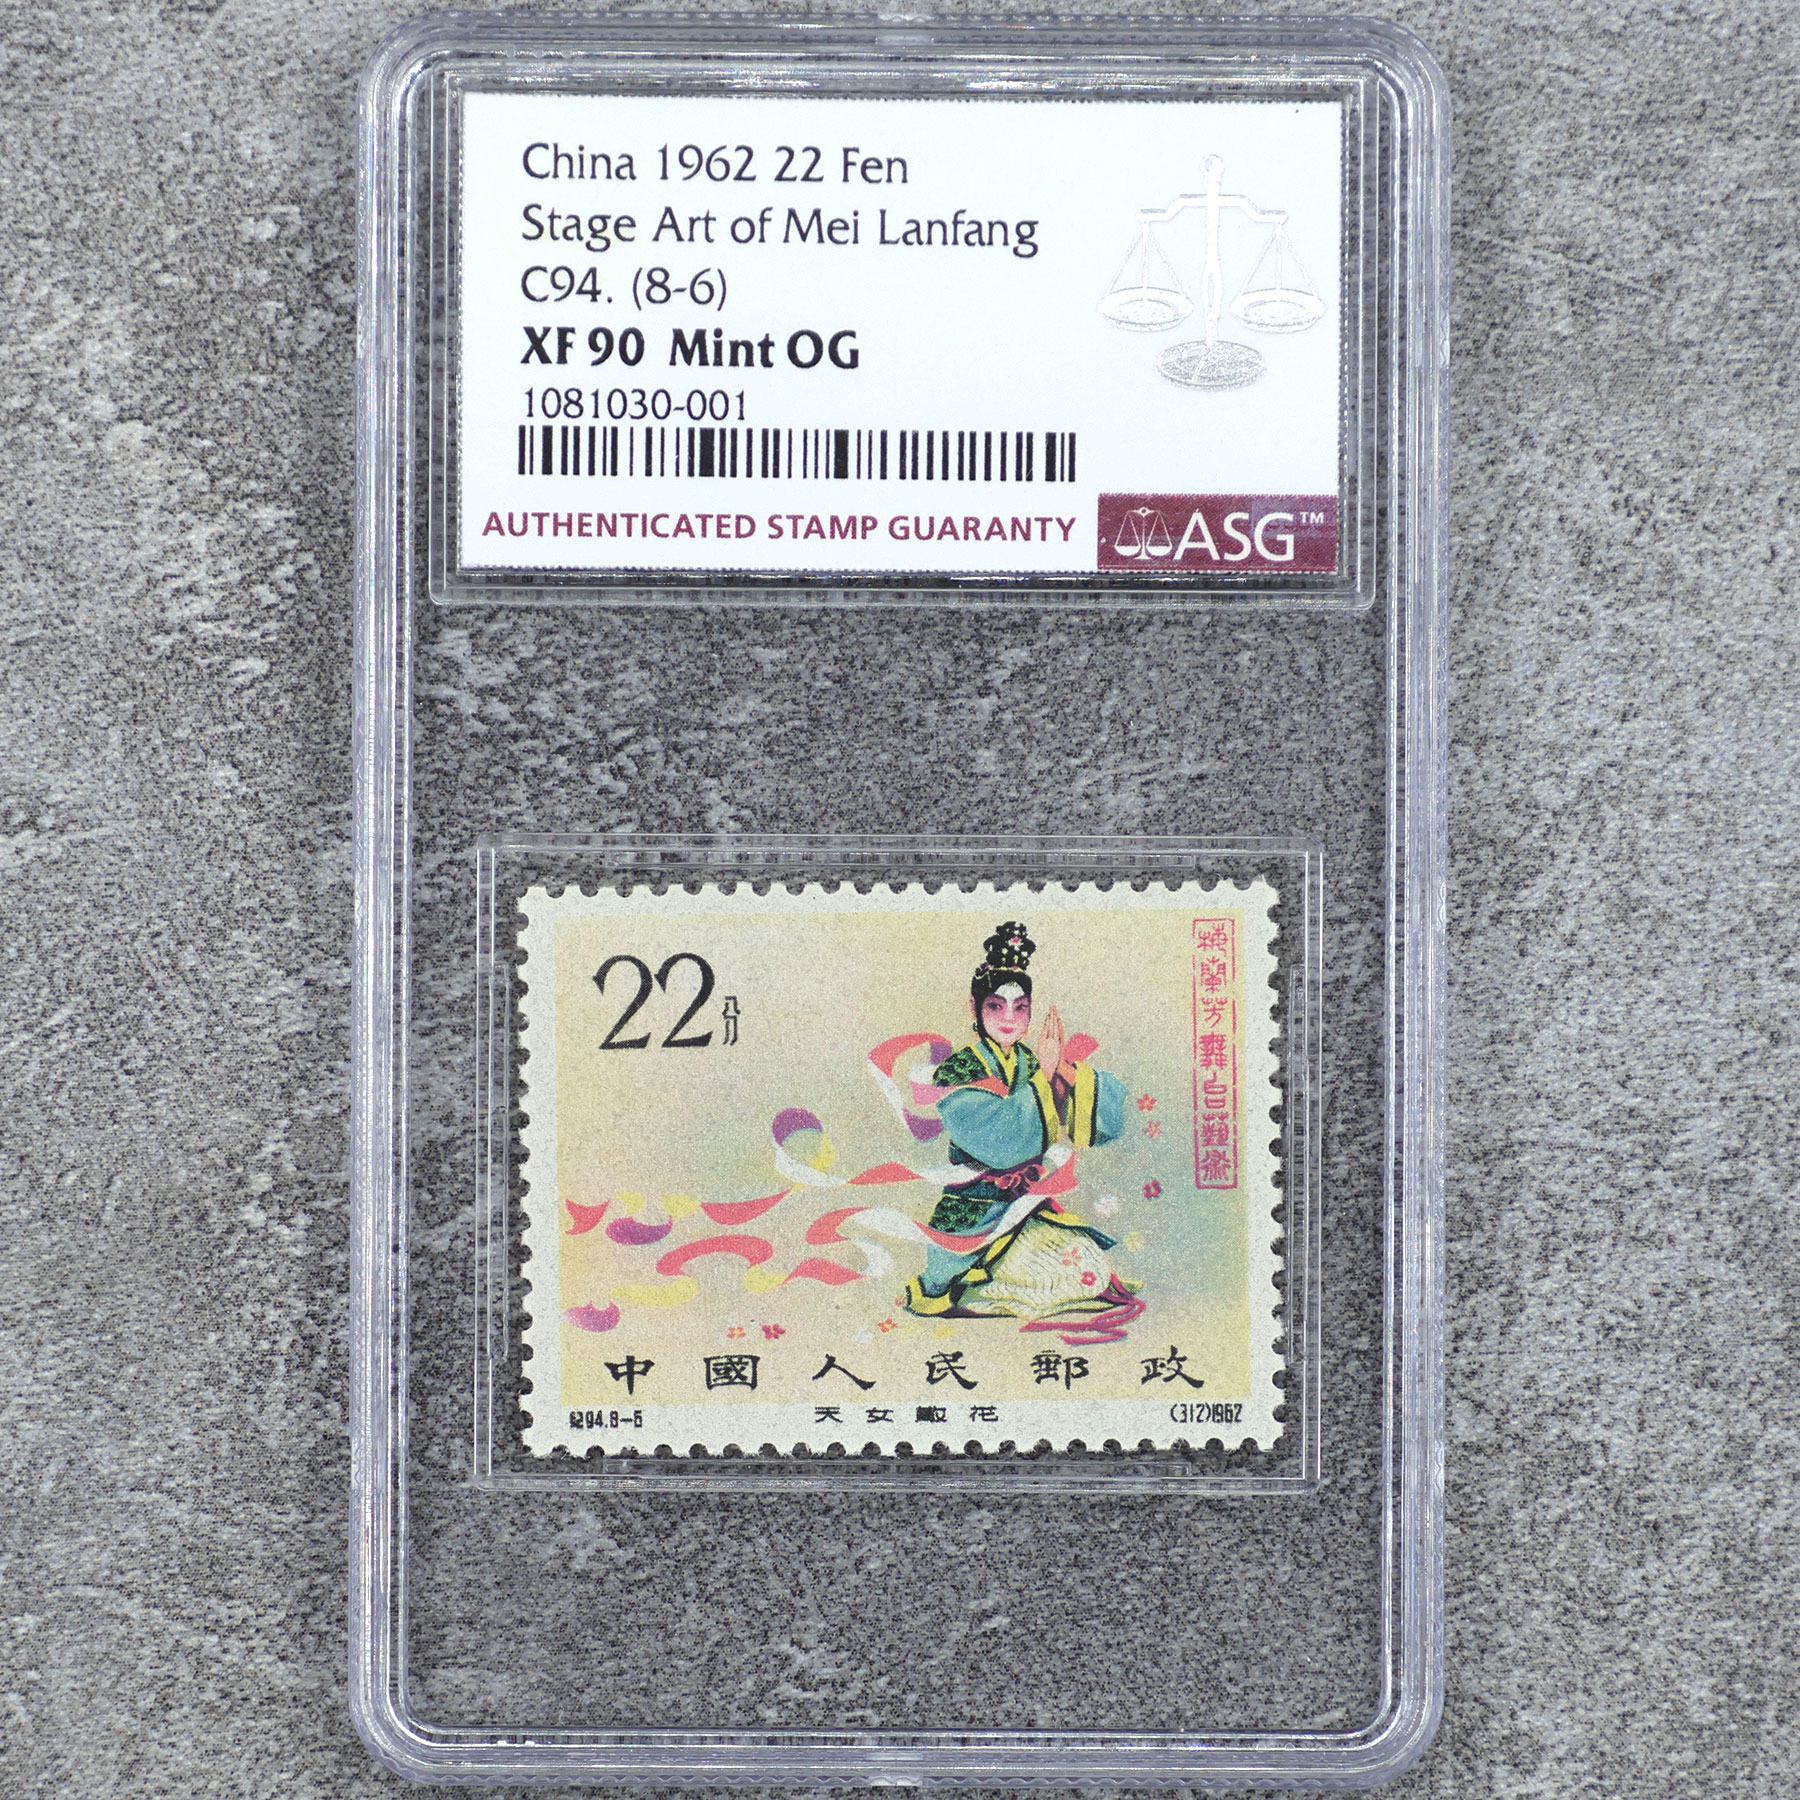 China 1962 22 Fen
Stage Art of Mei Lanfang
C94. (8-6)
XF 90 Mint OG
1081030-001
AUTHENTICATED STAMP GUARANTY
ASG™
22分
梅蘭芳舞台藝術
中國人民郵政
紀94.8-6
天女散花
(312)1962